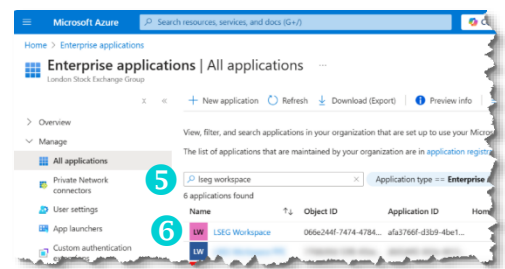 Microsoft Azure
Search resources, services, and docs (G+/)
Home > Enterprise applications
Enterprise applications | All applications ...
London Stock Exchange Group
+ New application Refresh Download (Export) Preview info
Overview
Manage
All applications
Private Network
connectors
User settings
App launchers
Custom authentication
extensions
View, filter, and search applications in your organization that are set up to use your
The list of applications that are maintained by your organization are in application
5
lseg workspace
Application type == Enterprise
6 applications found
Name Object ID Application ID
6
LW LSEG Workspace 066e244f-7474-4784... afa3766f-d3b9-4be1...
LW